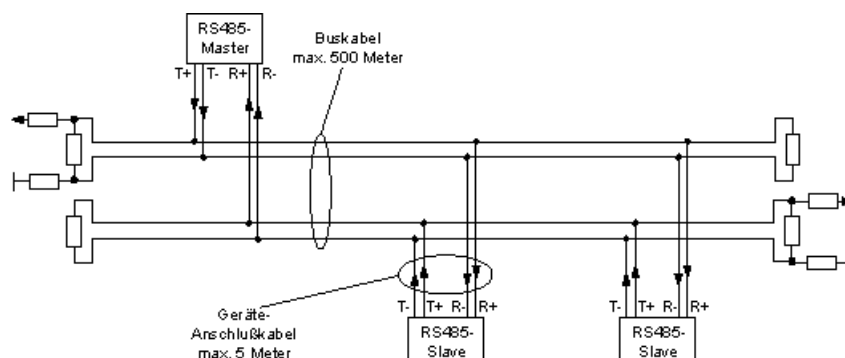 RS485-
Master
Buskabel
max. 500 Meter
T+ T- R+ R-
Geräte-
Anschlußkabel
max. 5 Meter
T- T+ R- R+
RS485-
Slave
T- T+ R- R+
RS485-
Slave